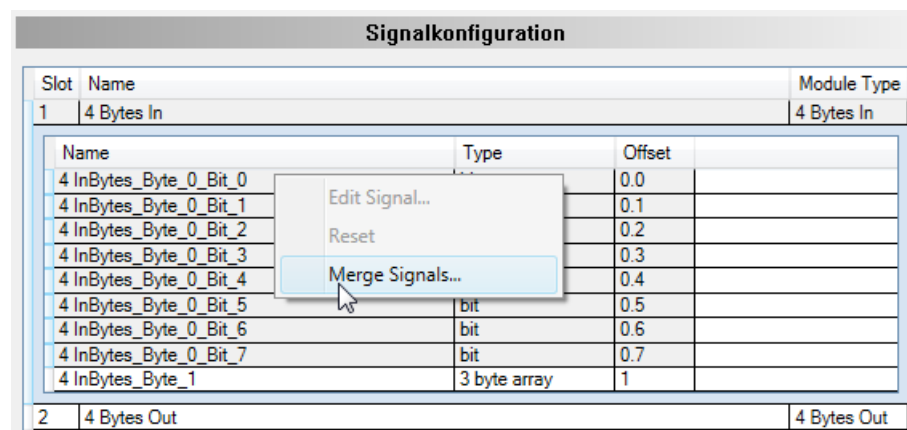 Signalkonfiguration
Slot Name Module Type
1 4 Bytes In 4 Bytes In
Name Type Offset
4 InBytes_Byte_0_Bit_0 0.0
4 InBytes_Byte_0_Bit_1 0.1
Edit Signal...
4 InBytes_Byte_0_Bit_2 0.2
Reset
4 InBytes_Byte_0_Bit_3 0.3
4 InBytes_Byte_0_Bit_4 0.4
Merge Signals...
4 InBytes_Byte_0_Bit_5 bit 0.5
4 InBytes_Byte_0_Bit_6 bit 0.6
4 InBytes_Byte_0_Bit_7 bit 0.7
4 InBytes_Byte_1 3 byte array 1
2 4 Bytes Out 4 Bytes Out